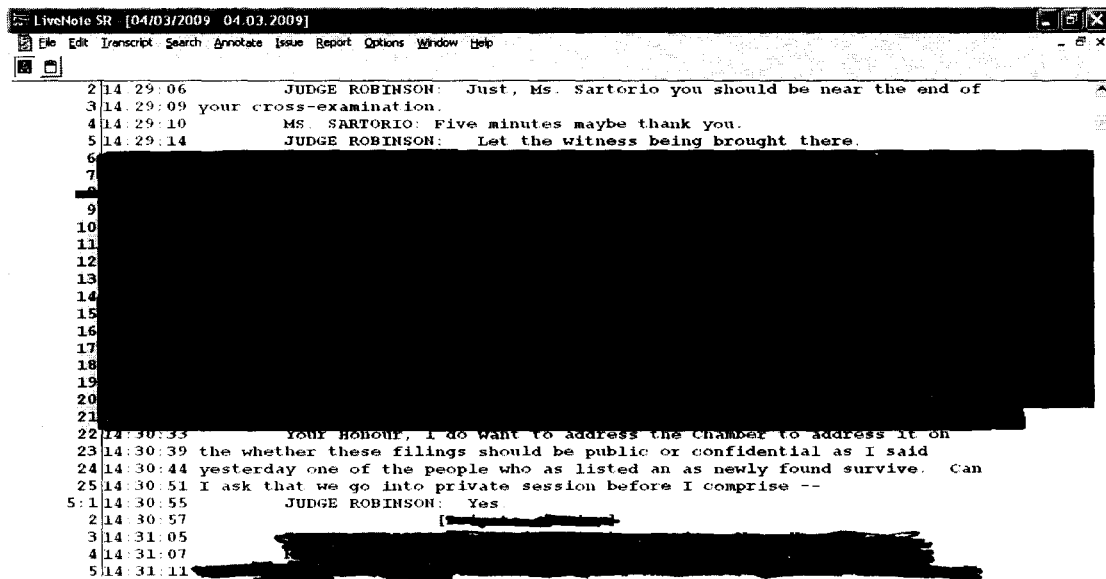 LiveNote SR - [04/03/2009 04.03.2009]
File Edit Transcript Search Annotate Issue Report Options Window Help
2 14:29:06 JUDGE ROBINSON: Just, Ms. Sartorio you should be near the end of
3 14:29:09 your cross-examination.
4 14:29:10 MS. SARTORIO: Five minutes maybe thank you.
5 14:29:14 JUDGE ROBINSON: Let the witness being brought there.
6
7
9
10
11
12
13
14
15
16
17
18
19
20
21
22 14:30:33 Your Honour, I do want to address the Chamber to address it on
23 14:30:39 the whether these filings should be public or confidential as I said
24 14:30:44 yesterday one of the people who as listed an as newly found survive. Can
25 14:30:51 I ask that we go into private session before I comprise --
5:1 14:30:55 JUDGE ROBINSON: Yes
2 14:30:57 [
3 14:31:05
4 14:31:07
5 14:31:11